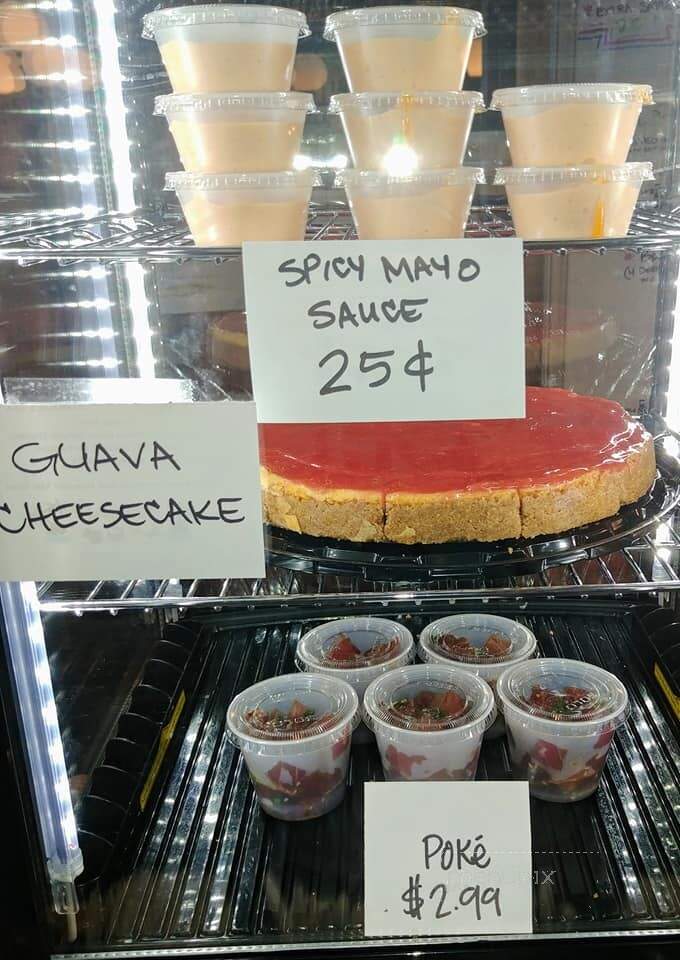 SPICY MAYO
SAUCE
25¢
GUAVA
CHEESECAKE
POKé
$2.99